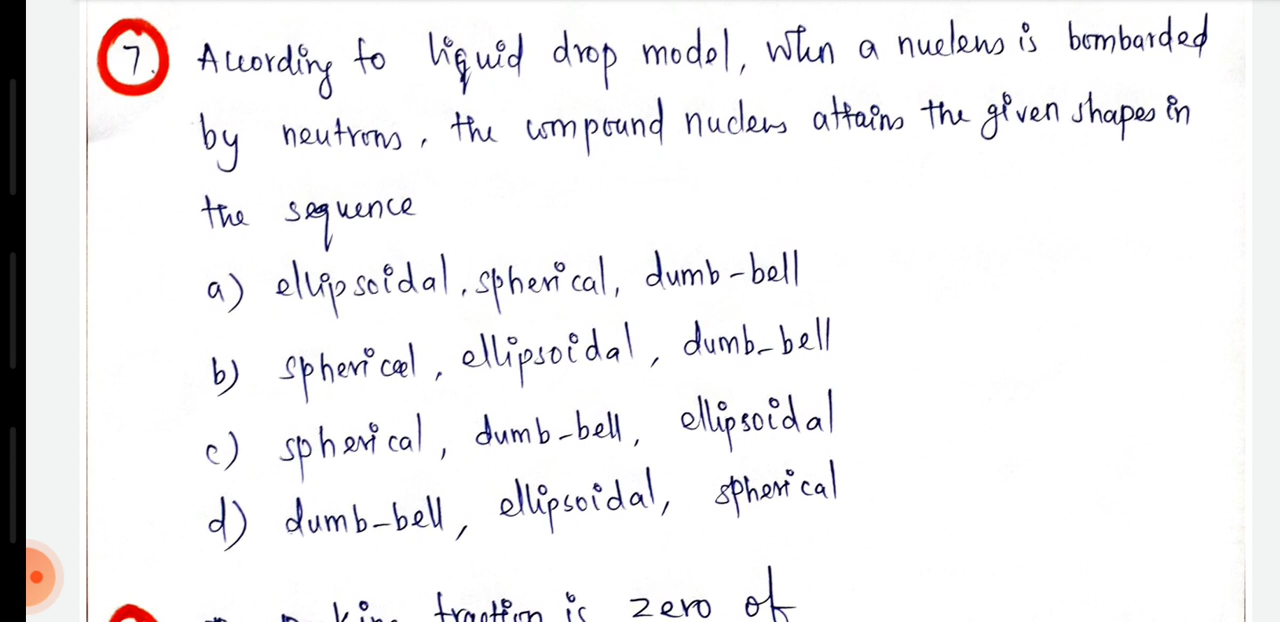 7. According to liquid drop model, when a nucleus is bombarded
by neutrons, the compound nucleus attains the given shapes in
the sequence
a) ellipsoidal, spherical, dumb-bell
b) spherical, ellipsoidal, dumb-bell
c) spherical, dumb-bell, ellipsoidal
d) dumb-bell, ellipsoidal, spherical
fraction is zero of